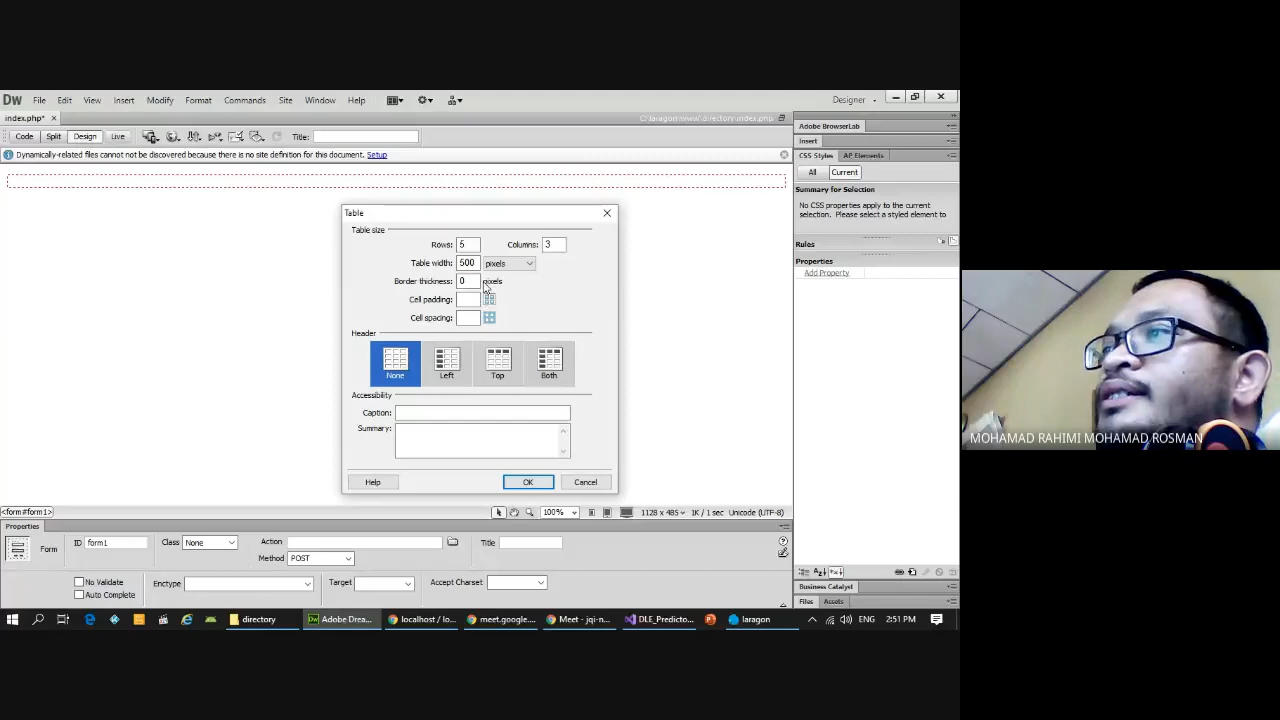 Dw File Edit View Insert Modify Format Commands Site Window Help Designer
index.php* C:\laragon\www\directory\index.php
Code Split Design Live Title:
Dynamically-related files cannot not be discovered because there is no site definition for this document. Setup
Table
Table size
Rows: 5 Columns: 3
Table width: 500 pixels
Border thickness: 0 pixels
Cell padding:
Cell spacing:
Header
None Left Top Both
Accessibility
Caption:
Summary:
Help OK Cancel
Adobe BrowserLab
Insert
CSS Styles AP Elements
All Current
Summary for Selection
No CSS properties apply to the current
selection. Please select a styled element to
Rules
Properties
Add Property
Business Catalyst
Files Assets
<form#form1> 100% 1128 x 485 1K / 1 sec Unicode (UTF-8)
Properties
Form ID form1 Class None Action Title
Method POST
No Validate Enctype Target Accept Charset
Auto Complete
directory Adobe Drea... localhost / lo... meet.google.... Meet - jqi-n... DLE_Predicto... laragon ENG 2:51 PM
MOHAMAD RAHIMI MOHAMAD ROSMAN